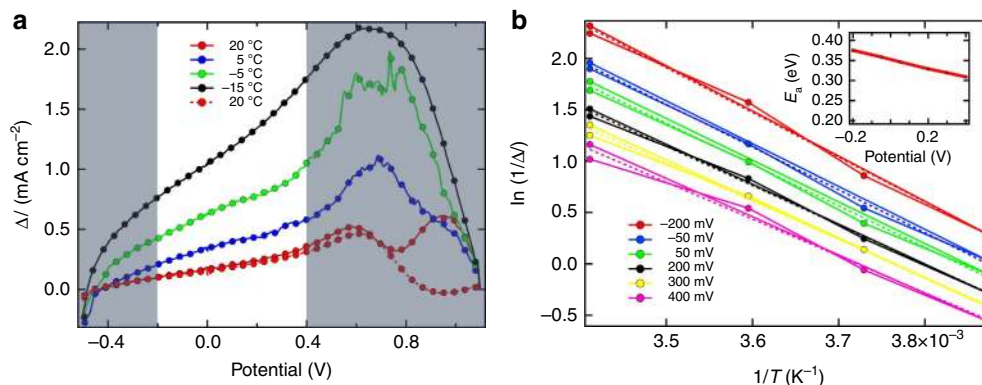 a
2.0
1.5
1.0
0.5
0.0
ΔI (mA cm−2)
20 °C
5 °C
−5 °C
−15 °C
20 °C
−0.4
0.0
0.4
0.8
Potential (V)
b
2.0
1.5
1.0
0.5
0.0
−0.5
ln (1/ΔI)
−200 mV
−50 mV
50 mV
200 mV
300 mV
400 mV
3.5
3.6
3.7
3.8×10−3
1/T (K−1)
0.40
0.35
0.30
0.25
0.20
Ea (eV)
−0.2
0.2
Potential (V)